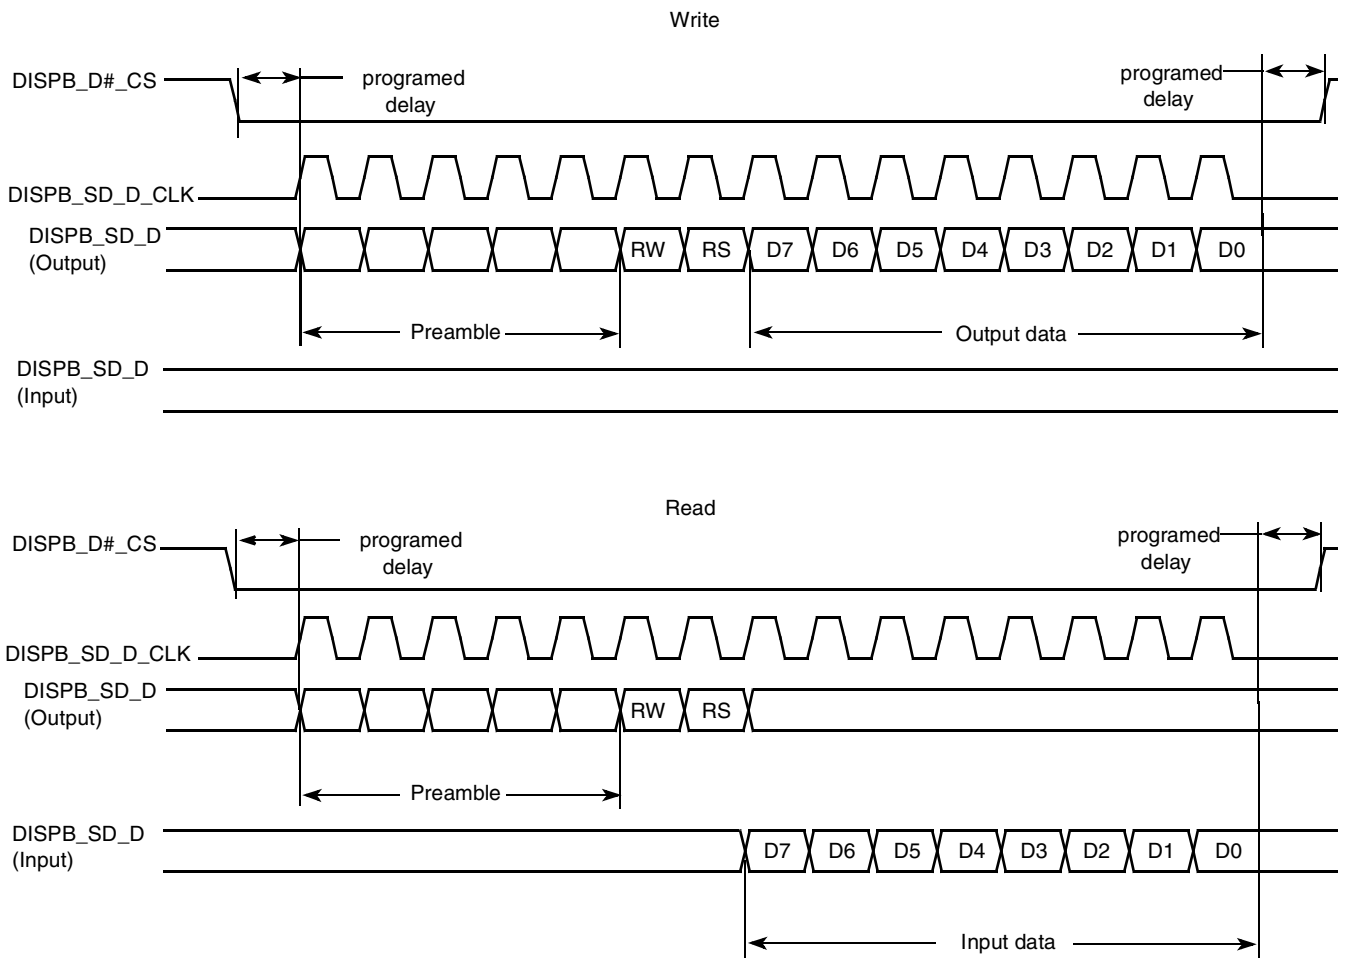 Write
DISPB_D#_CS
programed
delay
programed
delay
DISPB_SD_D_CLK
DISPB_SD_D
(Output)
RW RS D7 D6 D5 D4 D3 D2 D1 D0
Preamble
Output data
DISPB_SD_D
(Input)
Read
DISPB_D#_CS
programed
delay
programed
delay
DISPB_SD_D_CLK
DISPB_SD_D
(Output)
RW RS
Preamble
DISPB_SD_D
(Input)
D7 D6 D5 D4 D3 D2 D1 D0
Input data